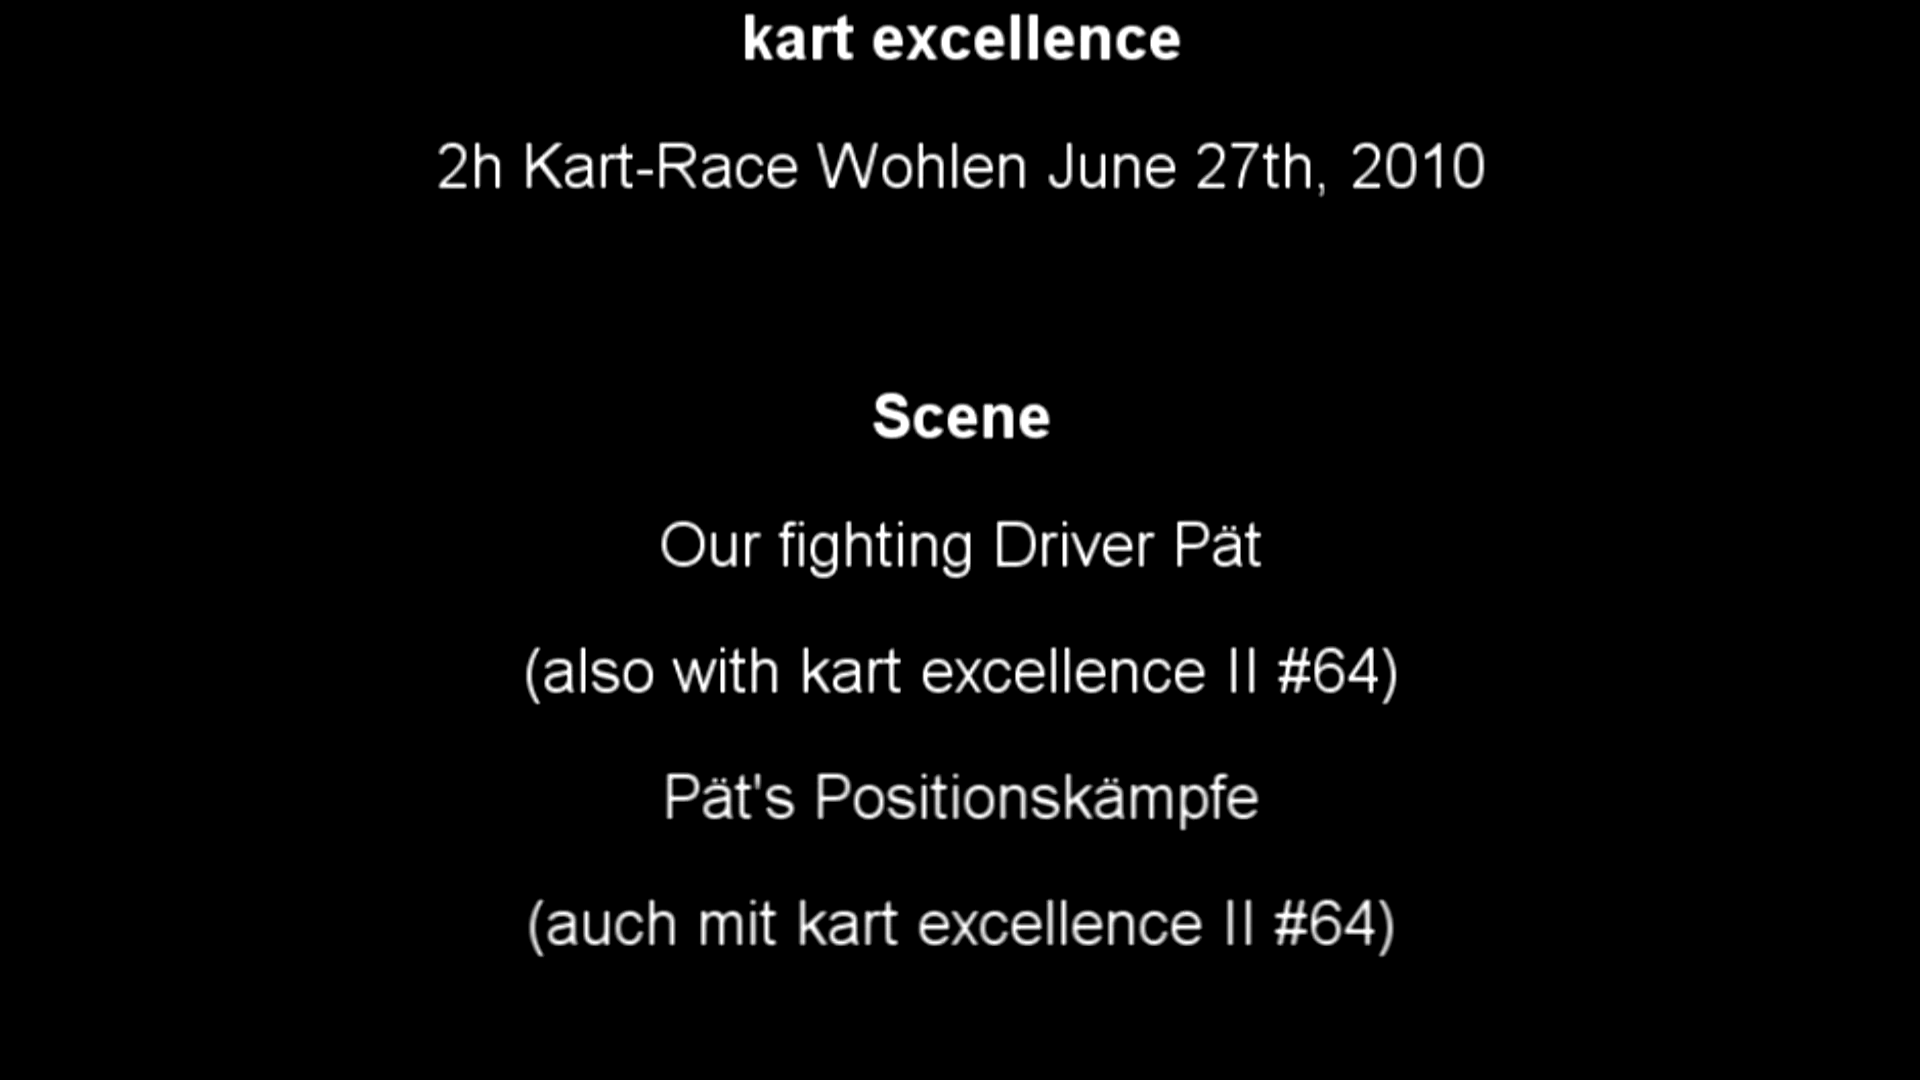 kart excellence
2h Kart-Race Wohlen June 27th, 2010
Scene
Our fighting Driver Pät
(also with kart excellence II #64)
Pät's Positionskämpfe
(auch mit kart excellence II #64)